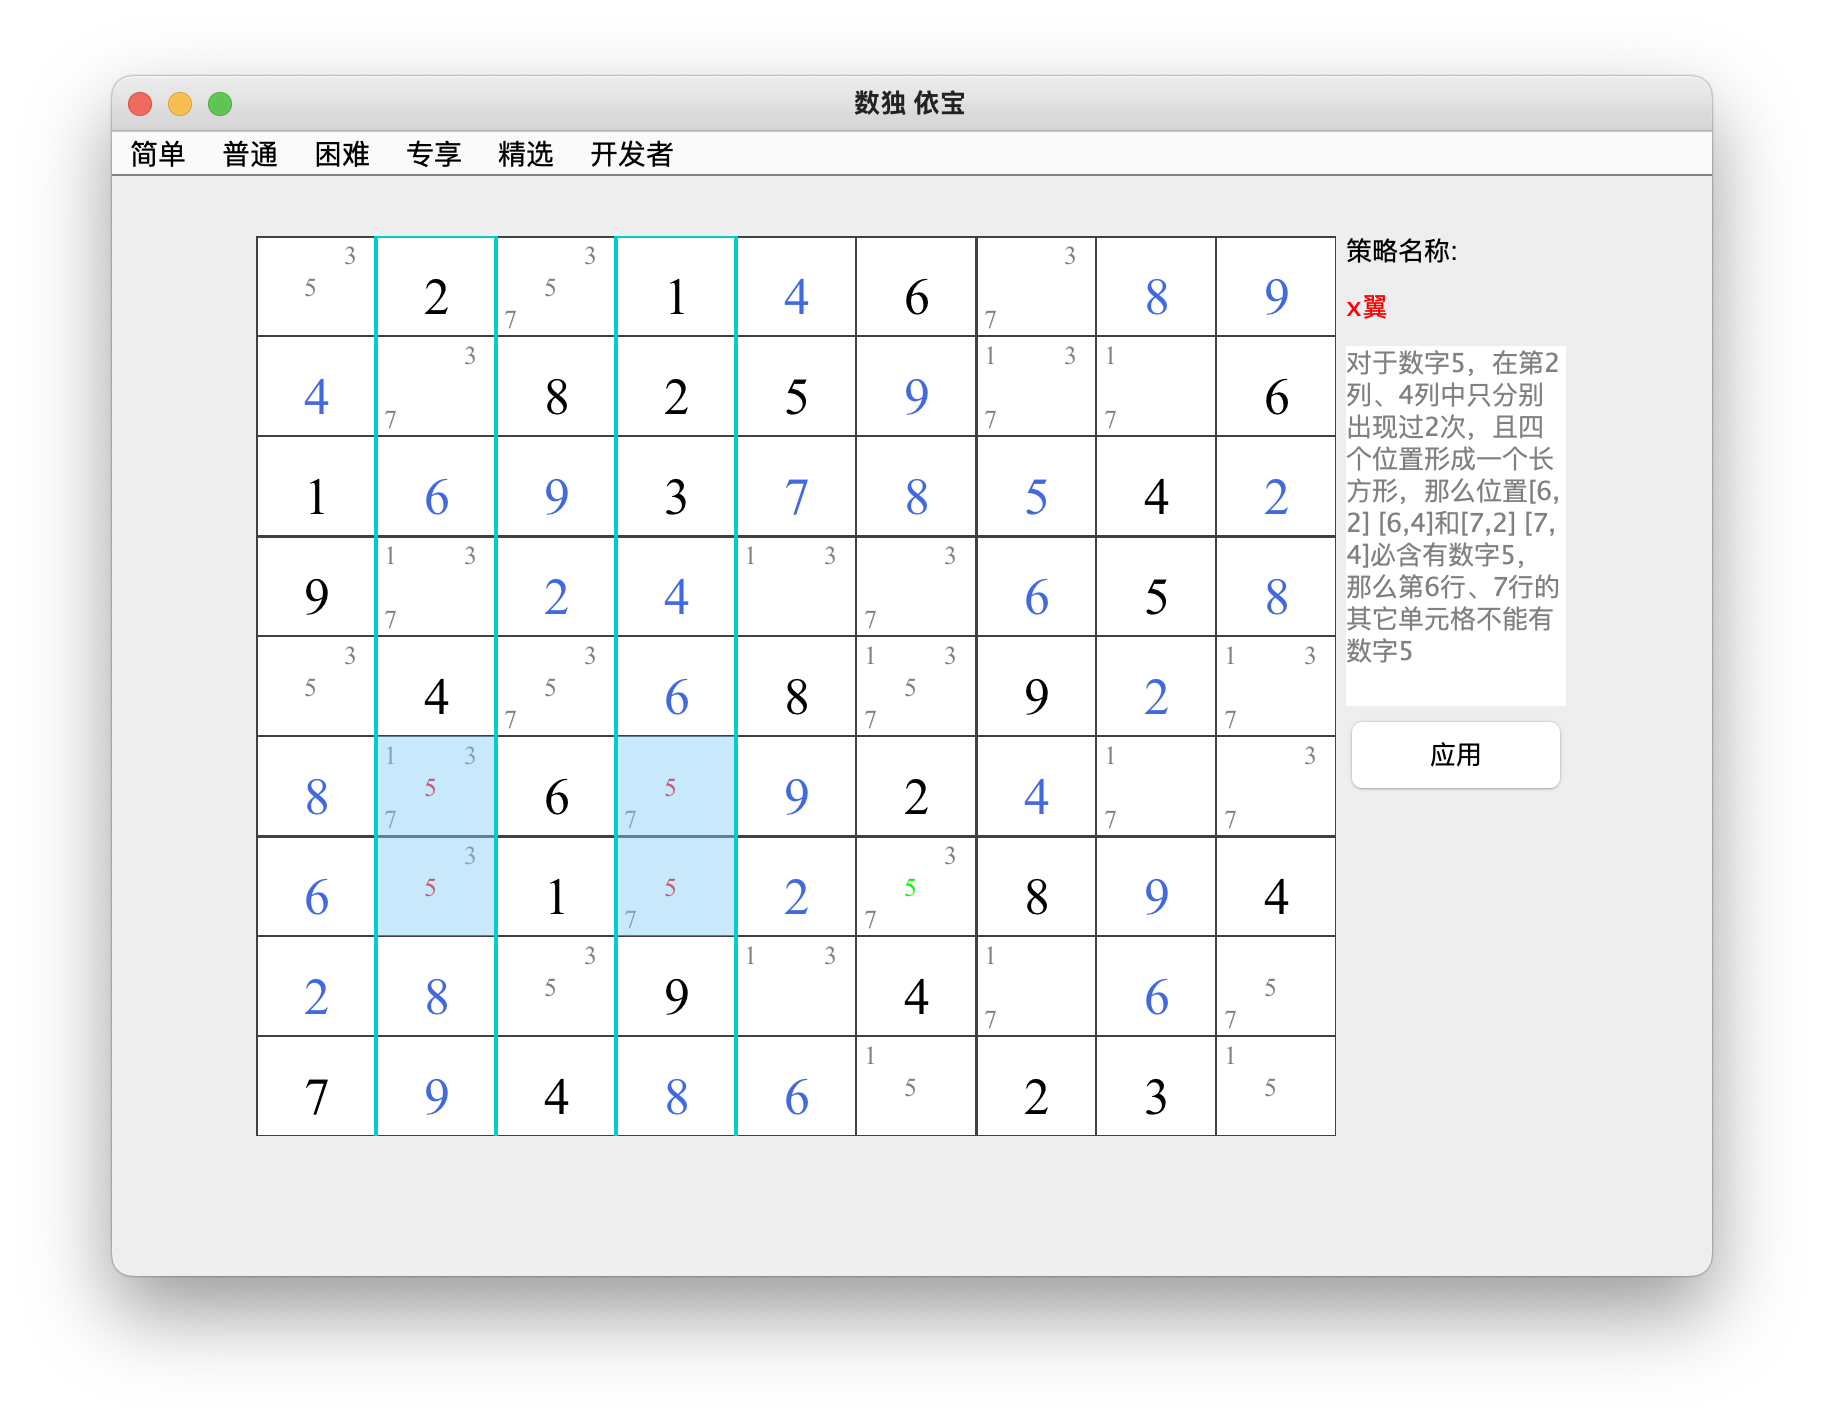 数独 依宝
简单 普通 困难 专享 精选 开发者
3 3 3
5 5
2 1 4 6 8 9
7 7
3 1 3 1
4 8 2 5 9 6
7 7 7
1 6 9 3 7 8 5 4 2
1 3 1 3 3
9 2 4 6 5 8
7 7
3 3 1 3 1 3
5 5 5
4 6 8 9 2
7 7 7
1 3 1 3
5 5
8 6 9 2 4
7 7 7 7
3 3
5 5 5
6 1 2 8 9 4
7 7
3 1 3 1
5 5
2 8 9 4 6
7 7
1 1
5 5
7 9 4 8 6 2 3
策略名称:
x翼
对于数字5，在第2
列、4列中只分别
出现过2次，且四
个位置形成一个长
方形，那么位置[6,
2] [6,4]和[7,2] [7,
4]必含有数字5，
那么第6行、7行的
其它单元格不能有
数字5
应用